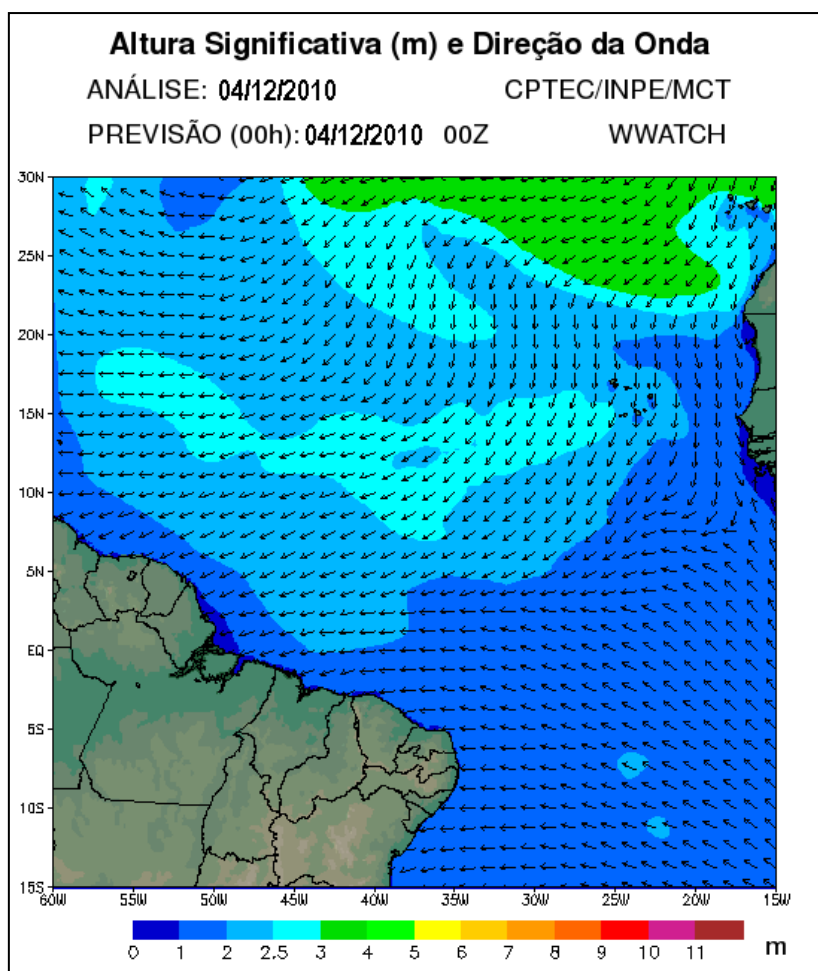 Altura Significativa (m) e Direção da Onda
ANÁLISE: 04/12/2010 CPTEC/INPE/MCT
PREVISÃO (00h): 04/12/2010 00Z WWATCH
30N
25N
20N
15N
10N
5N
EQ
5S
10S
15S
60W 55W 50W 45W 40W 35W 30W 25W 20W 15W
0 1 2 2.5 3 4 5 6 7 8 9 10 11 m